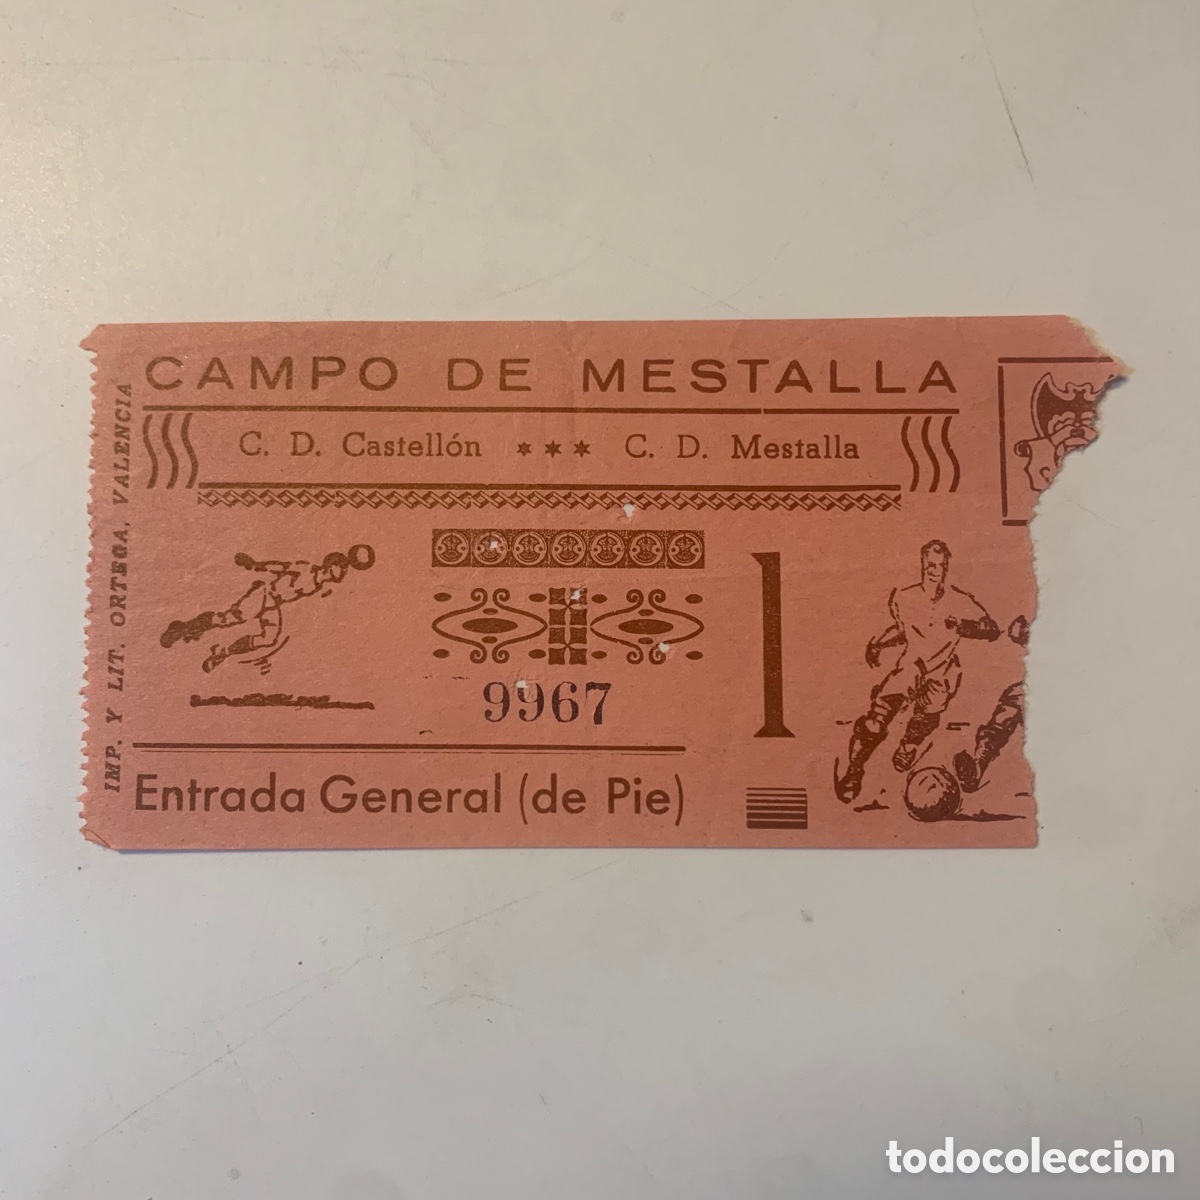 CAMPO DE MESTALLA
C. D. Castellón *** C. D. Mestalla
1
9967
Entrada General (de Pie)
IMP. Y LIT. ORTEGA, VALENCIA
todocoleccion